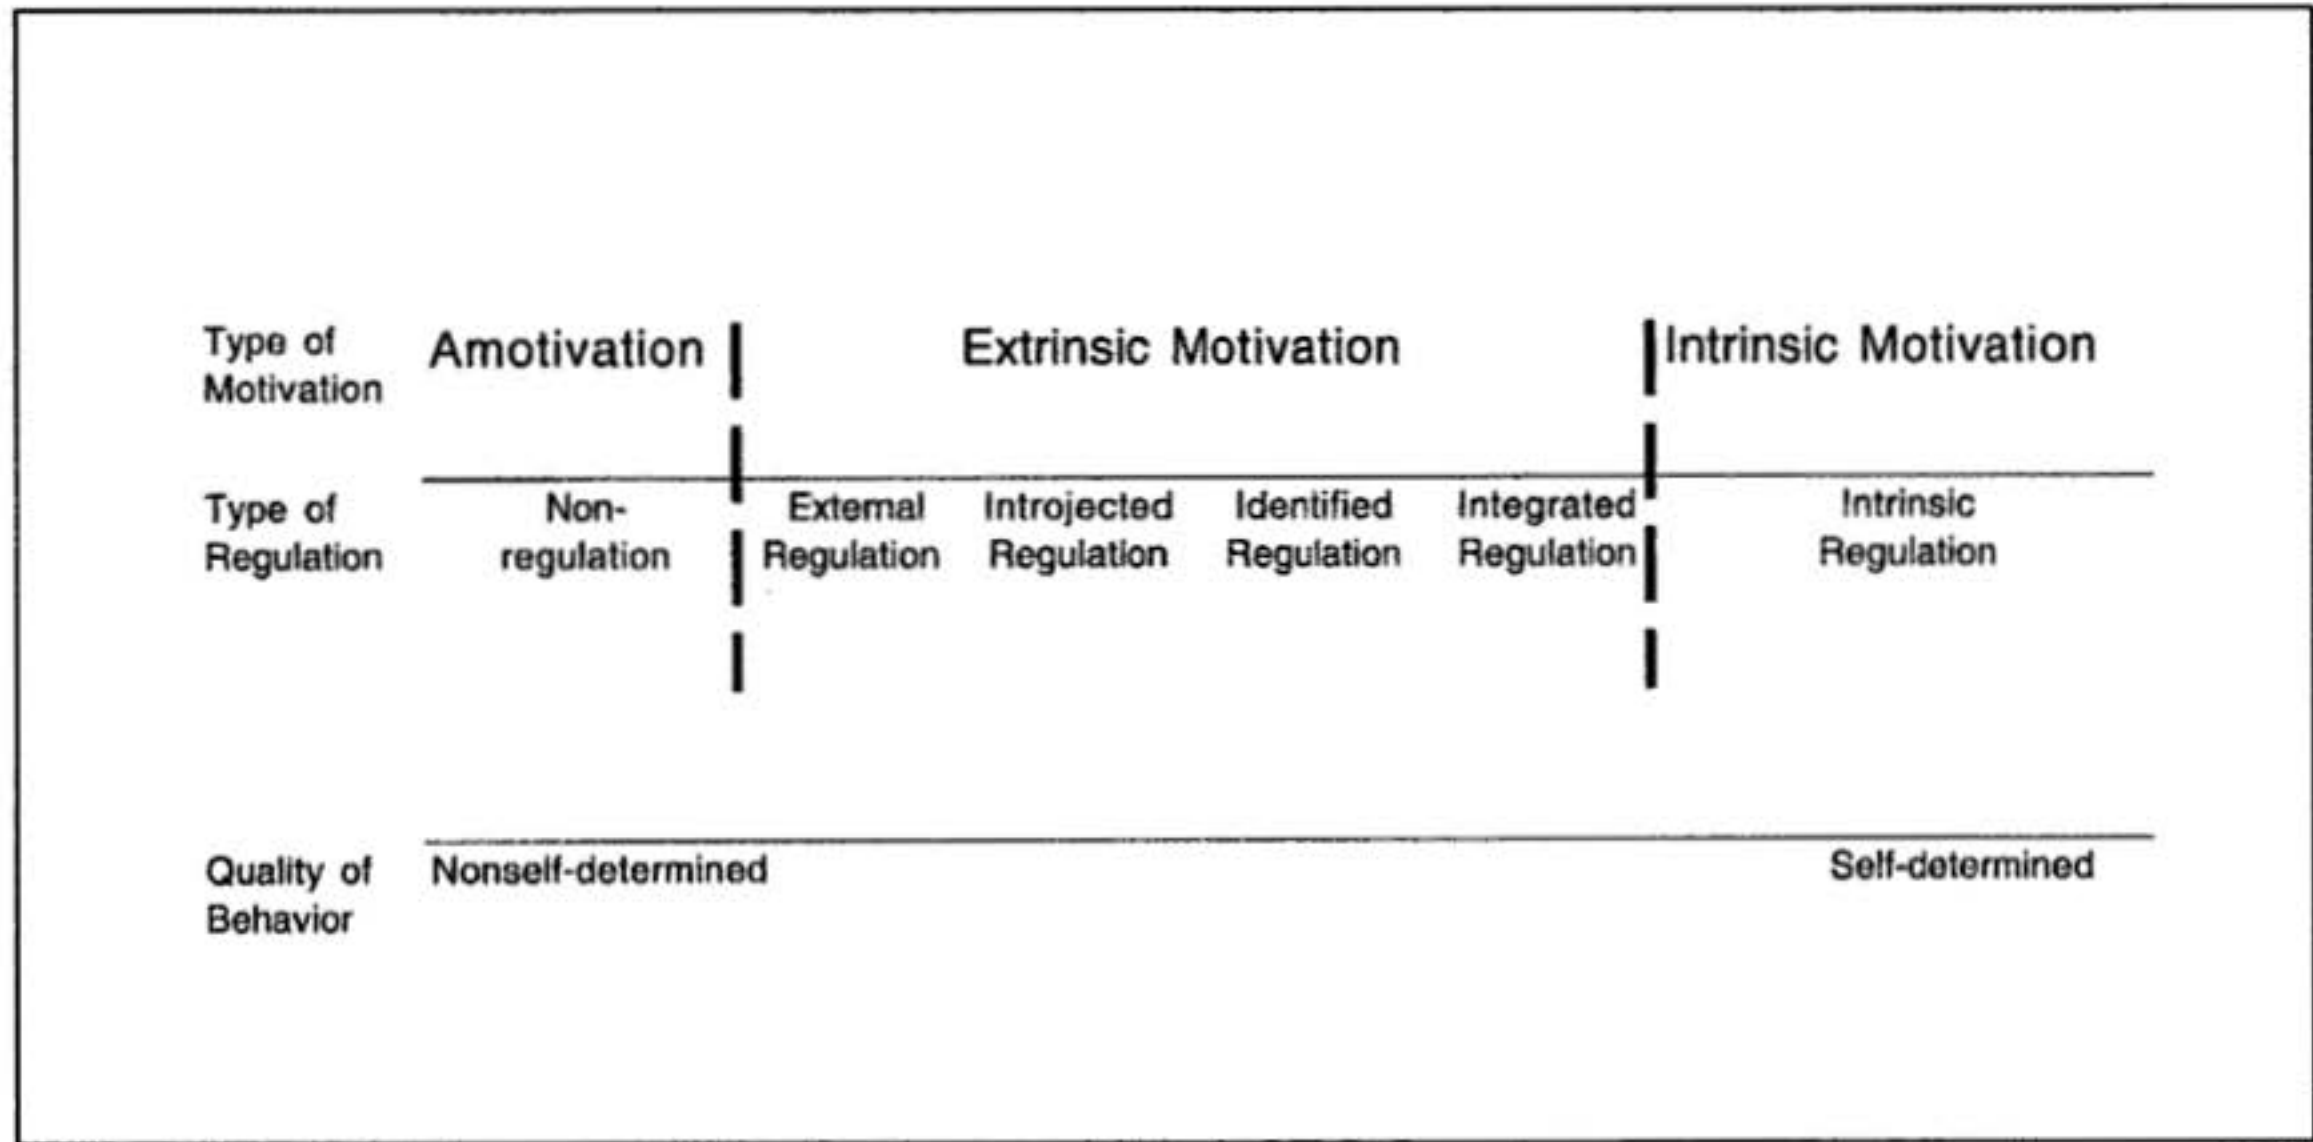 Type of Motivation
Amotivation
Extrinsic Motivation
Intrinsic Motivation
Type of Regulation
Non-regulation
External Regulation
Introjected Regulation
Identified Regulation
Integrated Regulation
Intrinsic Regulation
Quality of Behavior
Nonself-determined
Self-determined